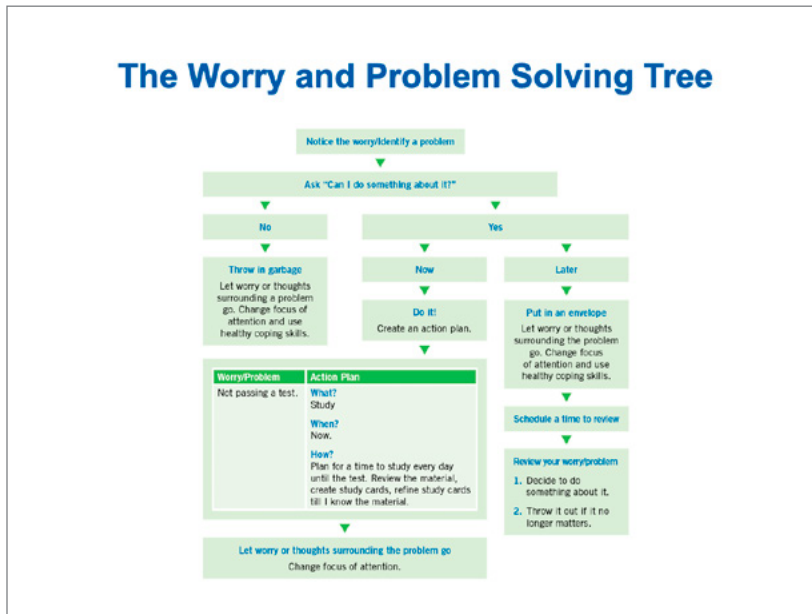 The Worry and Problem Solving Tree
Notice the worry/Identify a problem
Ask “Can I do something about it?”
No
Yes
Throw in garbage
Let worry or thoughts
surrounding a problem
go. Change focus of
attention and use
healthy coping skills.
Now
Later
Do it!
Create an action plan.
Put in an envelope
Let worry or thoughts
surrounding the problem
go. Change focus
of attention and use
healthy coping skills.
Worry/Problem
Action Plan
Not passing a test.
What?
Study
When?
Now.
How?
Plan for a time to study every day
until the test. Review the material,
create study cards, refine study cards
till I know the material.
Schedule a time to review
Review your worry/problem
1. Decide to do
something about it.
2. Throw it out if it no
longer matters.
Let worry or thoughts surrounding the problem go
Change focus of attention.